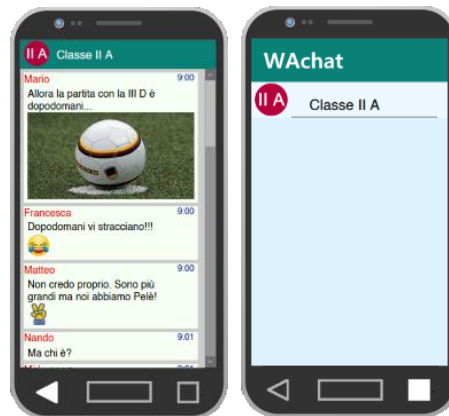 II A Classe II A
Mario 9:00
Allora la partita con la III D è
dopodomani...
Francesca 9:00
Dopodomani vi stracciano!!!
Matteo 9:00
Non credo proprio. Sono più
grandi ma noi abbiamo Pelè!
Nando 9:01
Ma chi è?
WAchat
II A Classe II A